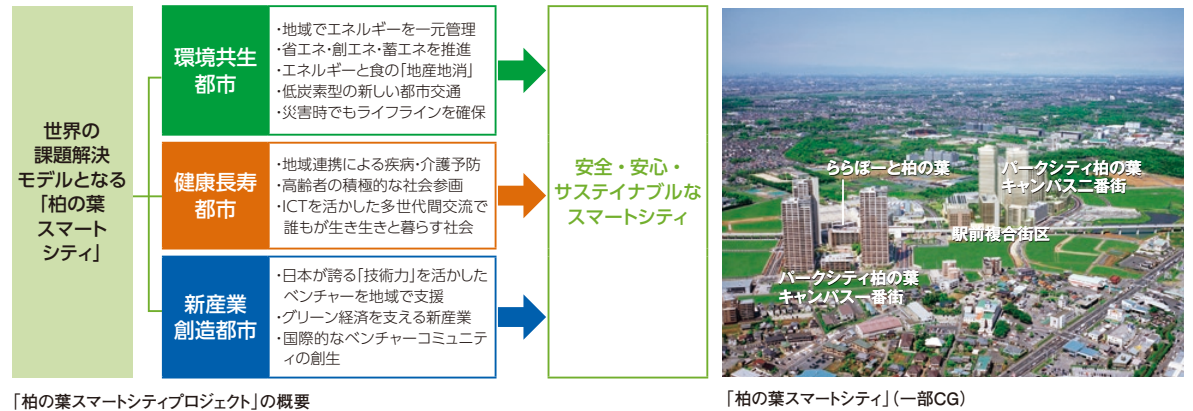 世界の
課題解決
モデルとなる
「柏の葉
スマート
シティ」
環境共生
都市
・地域でエネルギーを一元管理
・省エネ・創エネ・蓄エネを推進
・エネルギーと食の「地産地消」
・低炭素型の新しい都市交通
・災害時でもライフラインを確保
健康長寿
都市
・地域連携による疾病・介護予防
・高齢者の積極的な社会参画
・ICTを活かした多世代間交流で
誰もが生き生きと暮らす社会
新産業
創造都市
・日本が誇る「技術力」を活かした
ベンチャーを地域で支援
・グリーン経済を支える新産業
・国際的なベンチャーコミュニテ
ィの創生
安全・安心・
サステイナブルな
スマートシティ
「柏の葉スマートシティプロジェクト」の概要
ららぽーと柏の葉
パークシティ柏の葉
キャンパス二番街
駅前複合街区
パークシティ柏の葉
キャンパス一番街
「柏の葉スマートシティ」(一部CG)